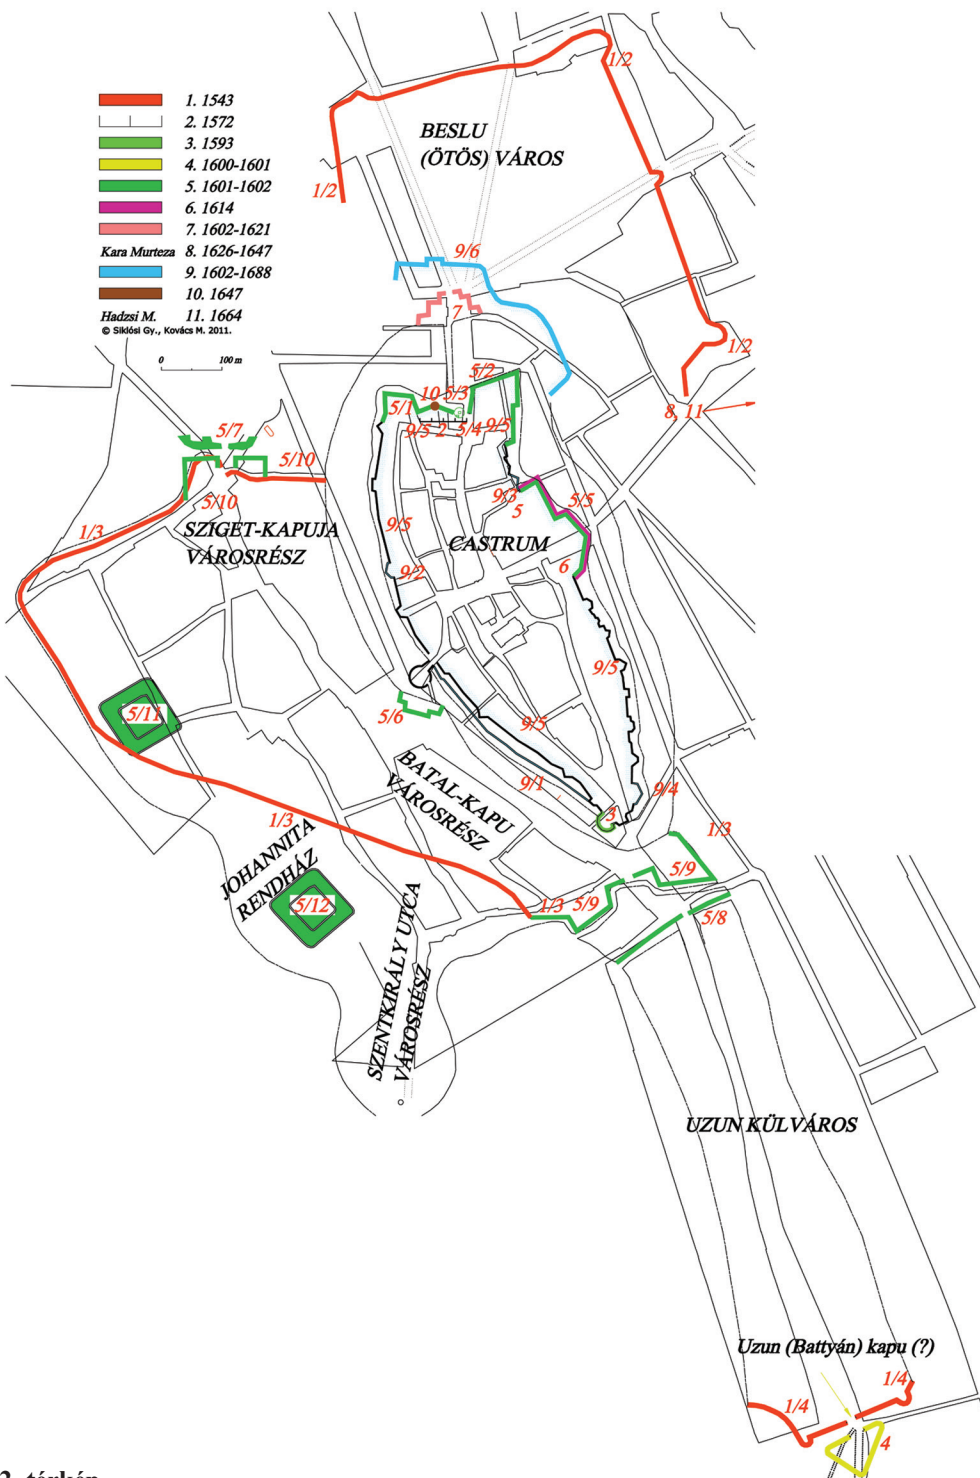 1. 1543
2. 1572
3. 1593
4. 1600-1601
5. 1601-1602
6. 1614
7. 1602-1621
Kara Murteza 8. 1626-1647
9. 1602-1688
10. 1647
Hadzsi M. 11. 1664
© Siklósi Gy., Kovács M. 2011.
0 100 m
1/2
BESLU
(ÖTÖS) VÁROS
1/2
9/6
7
1/2
8, 11
5/2
10 5/3
5/1
9/5 2 5/4 9/5
5/7
5/10
5/10
9/3
5
5/5
1/3
SZIGET-KAPUJA
VÁROSRÉSZ
9/5
CASTRUM
6
9/2
9/5
5/11
5/6
9/5
BATAL-KAPU
VÁROSRÉSZ
9/1
9/4
3
1/3
1/3
JOHANNITA
RENDHÁZ
5/9
5/12
1/3 5/9
5/8
SZENTKIRÁLY UTCA
VÁROSRÉSZ
UZUN KÜLVÁROS
Uzun (Battyán) kapu (?)
1/4
1/4
4